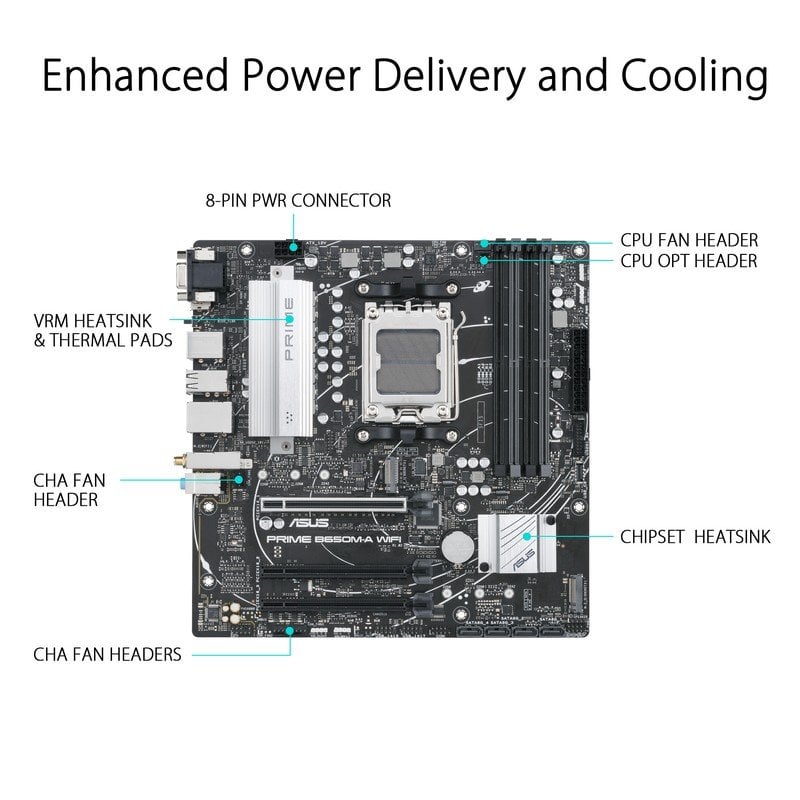 Enhanced Power Delivery and Cooling
8-PIN PWR CONNECTOR
CPU FAN HEADER
CPU OPT HEADER
VRM HEATSINK
& THERMAL PADS
PRIME
CHA FAN
HEADER
ASUS
PRIME B650M-A WIFI
CHIPSET HEATSINK
ASUS
CHA FAN HEADERS